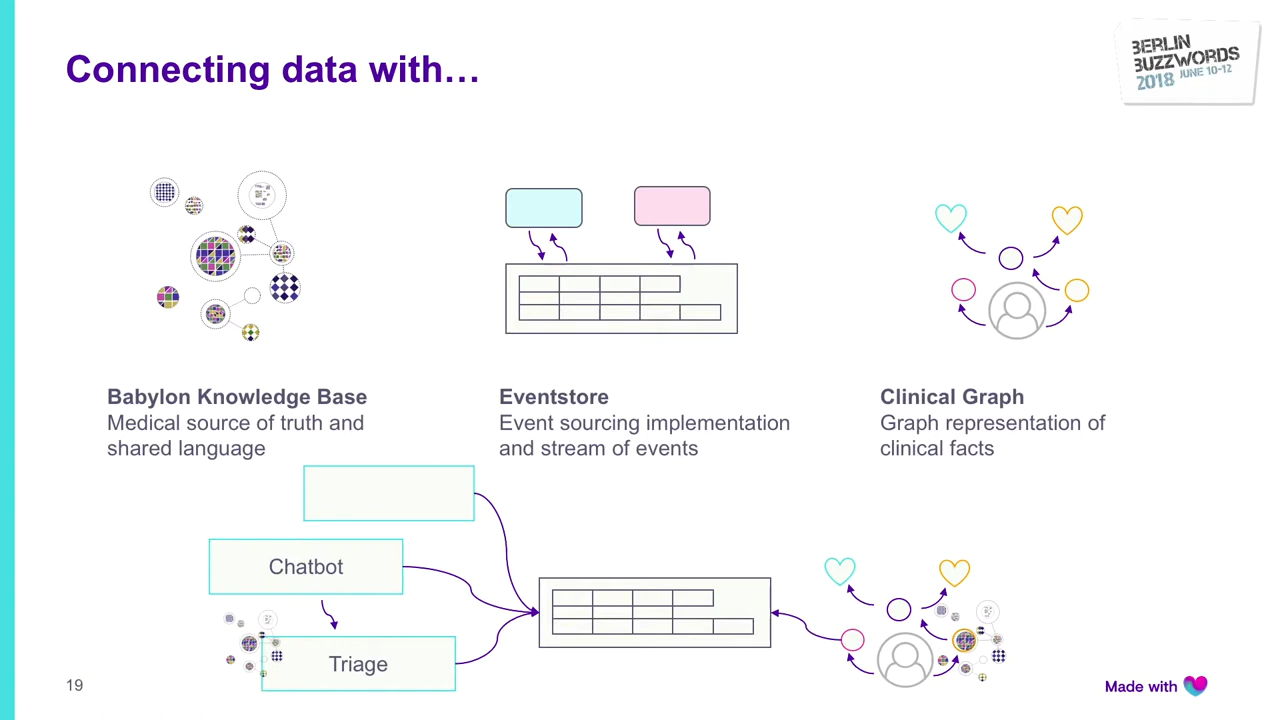 Connecting data with…
BERLIN
BUZZWORDS
2018 JUNE 10-12
Babylon Knowledge Base
Medical source of truth and
shared language
Eventstore
Event sourcing implementation
and stream of events
Clinical Graph
Graph representation of
clinical facts
Chatbot
Triage
19
Made with